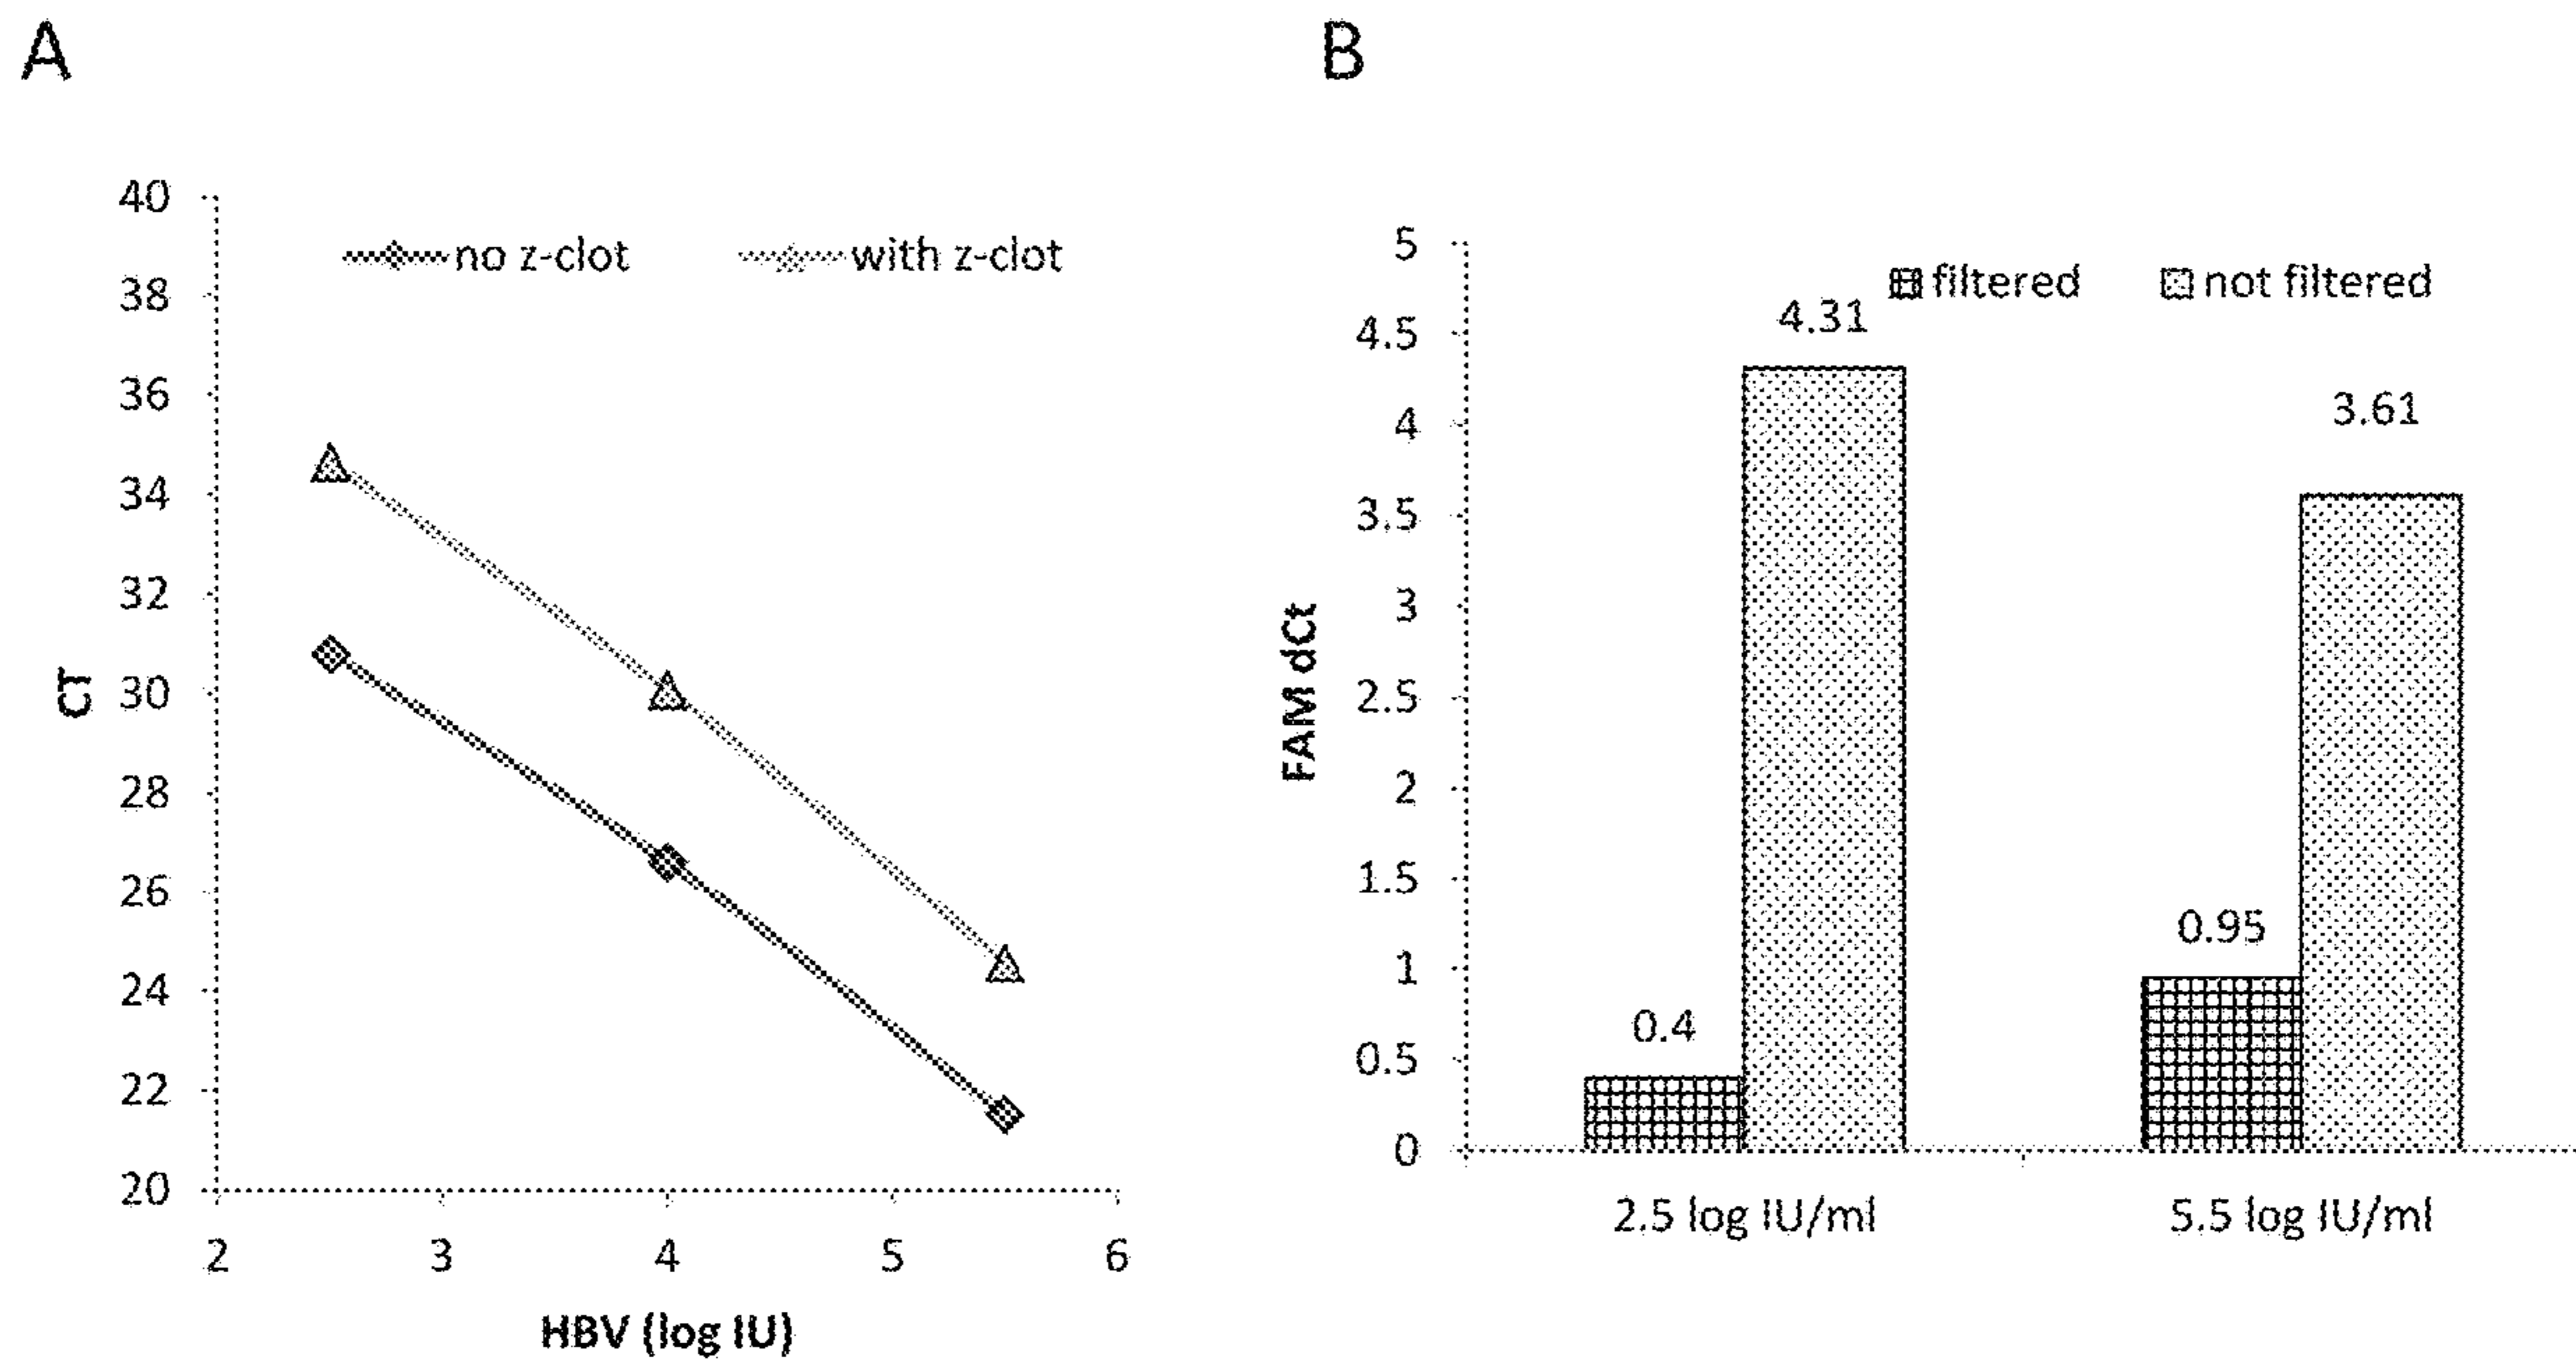 A
40
38
36
34
32
30
28
26
24
22
20
CT
no z-clot
with z-clot
2
3
4
5
6
HBV (log IU)
B
5
4.5
4
3.5
3
2.5
2
1.5
1
0.5
0
FAM dCt
filtered
not filtered
4.31
3.61
0.4
0.95
2.5 log IU/ml
5.5 log IU/ml